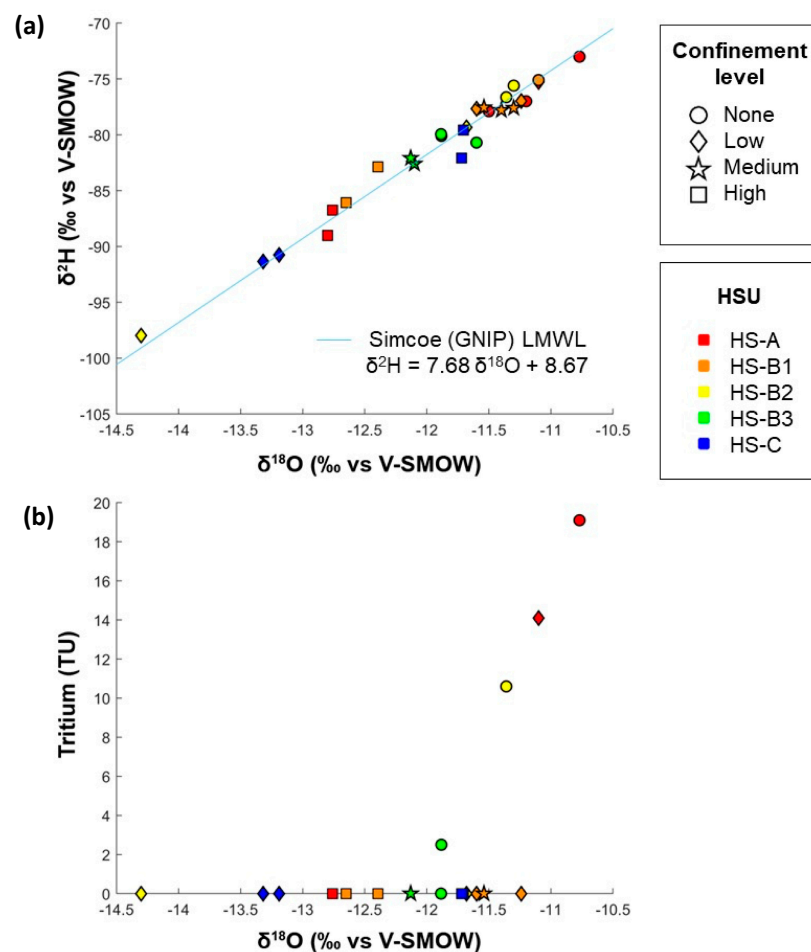 (a)
-70
-75
-80
-85
-90
-95
-100
-105
δ²H (‰ vs V-SMOW)
Simcoe (GNIP) LMWL
δ²H = 7.68 δ¹⁸O + 8.67
-14.5 -14 -13.5 -13 -12.5 -12 -11.5 -11 -10.5
δ¹⁸O (‰ vs V-SMOW)
Confinement
level
None
Low
Medium
High
HSU
HS-A
HS-B1
HS-B2
HS-B3
HS-C
(b)
20
18
16
14
12
10
8
6
4
2
0
Tritium (TU)
-14.5 -14 -13.5 -13 -12.5 -12 -11.5 -11 -10.5
δ¹⁸O (‰ vs V-SMOW)